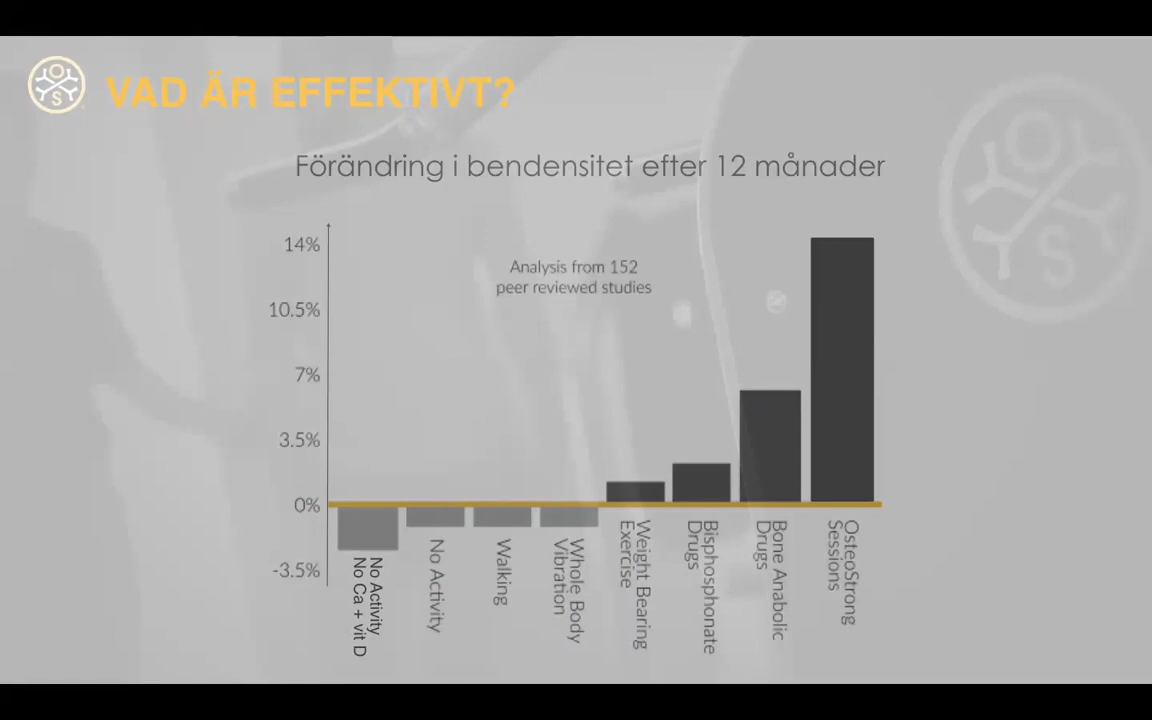 VAD ÄR EFFEKTIVT?
Förändring i bendensitet efter 12 månader
Analysis from 152
peer reviewed studies
14%
10.5%
7%
3.5%
0%
-3.5%
No Activity
No Ca + vit D
No Activity
Walking
Whole Body
Vibration
Weight Bearing
Exercise
Bisphosphonate
Drugs
Bone Anabolic
Drugs
OsteoStrong
Sessions
OS
OS